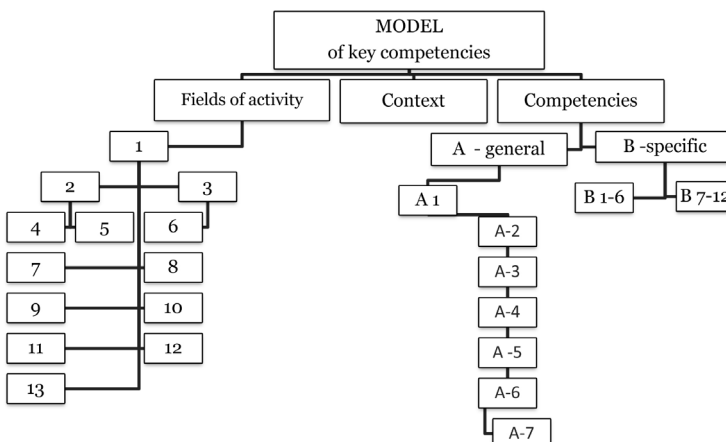 MODEL
of key competencies
Fields of activity
Context
Competencies
1
A - general
B -specific
2
3
A 1
B 1-6
B 7-12
4
5
6
A-2
7
8
A-3
9
10
A-4
11
12
A -5
13
A-6
A-7